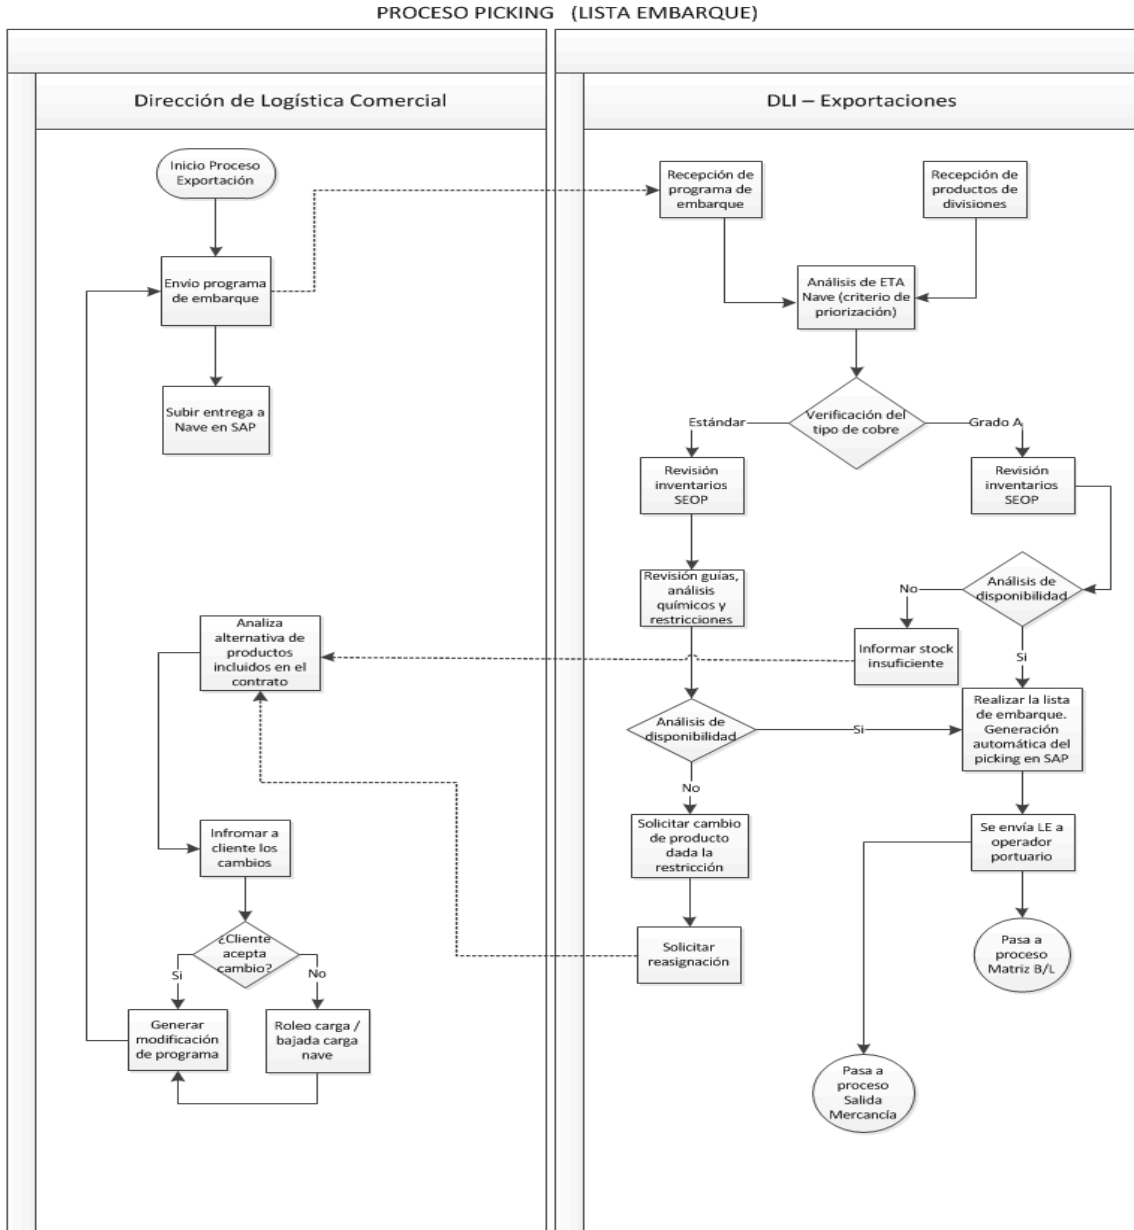 PROCESO PICKING (LISTA EMBARQUE)
Dirección de Logística Comercial
Inicio Proceso
Exportación
Envío programa
de embarque
Subir entrega a
Nave en SAP
Analiza
alternativa de
productos
incluidos en el
contrato
Infromar a
cliente los
cambios
¿Cliente
acepta
cambio?
Si
No
Generar
modificación
de programa
Roleo carga /
bajada carga
nave
DLI – Exportaciones
Recepción de
programa de
embarque
Recepción de
productos de
divisiones
Análisis de ETA
Nave (criterio de
priorización)
Verificación del
tipo de cobre
Estándar
Grado A
Revisión
inventarios
SEOP
Revisión
inventarios
SEOP
Revisión guías,
análisis
químicos y
restricciones
Análisis de
disponibilidad
No
Si
Informar stock
insuficiente
Análisis de
disponibilidad
Si
No
Realizar la lista
de embarque.
Generación
automática del
picking en SAP
Solicitar cambio
de producto
dada la
restricción
Se envía LE a
operador
portuario
Solicitar
reasignación
Pasa a
proceso
Matriz B/L
Pasa a
proceso
Salida
Mercancía